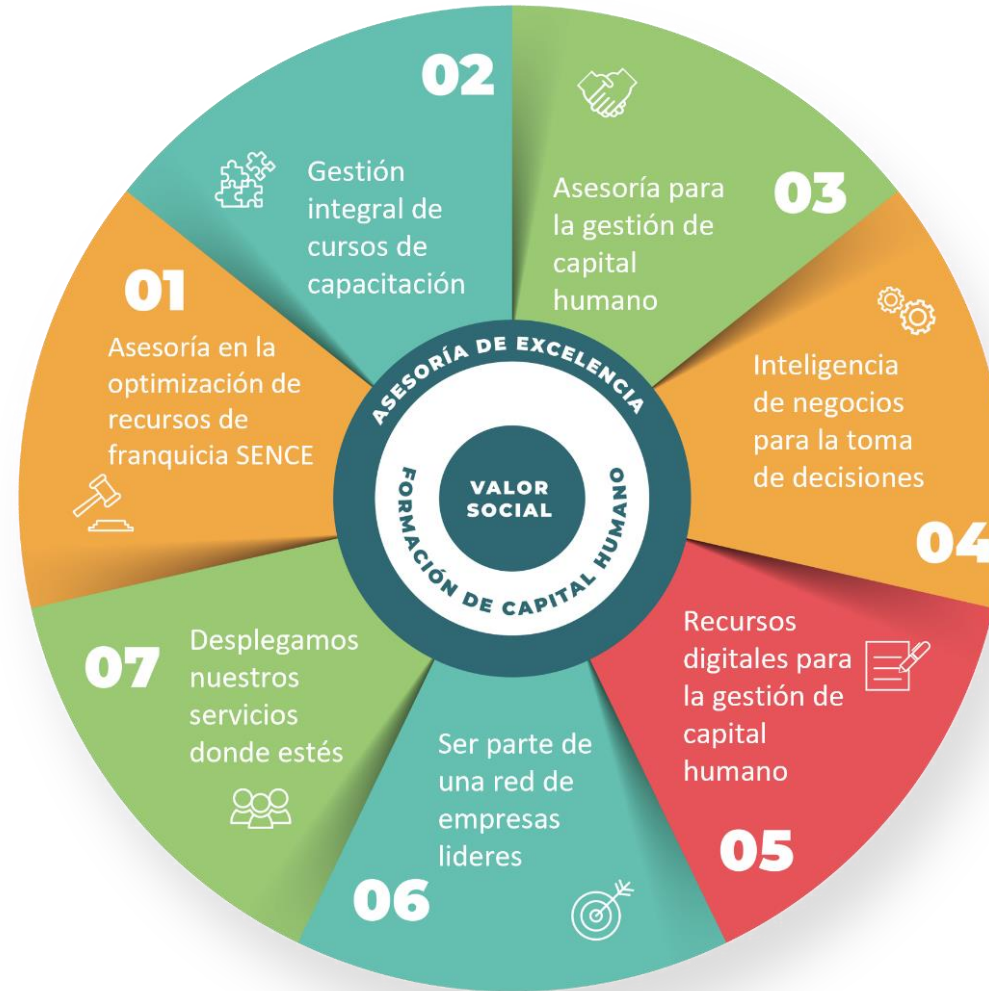 01
Asesoría en la
optimización de
recursos de
franquicia SENCE
02
Gestión
integral de
cursos de
capacitación
03
Asesoría para
la gestión de
capital
humano
04
Inteligencia
de negocios
para la toma
de decisiones
05
Recursos
digitales para
la gestión de
capital
humano
06
Ser parte de
una red de
empresas
lideres
07
Desplegamos
nuestros
servicios
donde estés
ASESORÍA DE EXCELENCIA
FORMACIÓN DE CAPITAL HUMANO
VALOR
SOCIAL